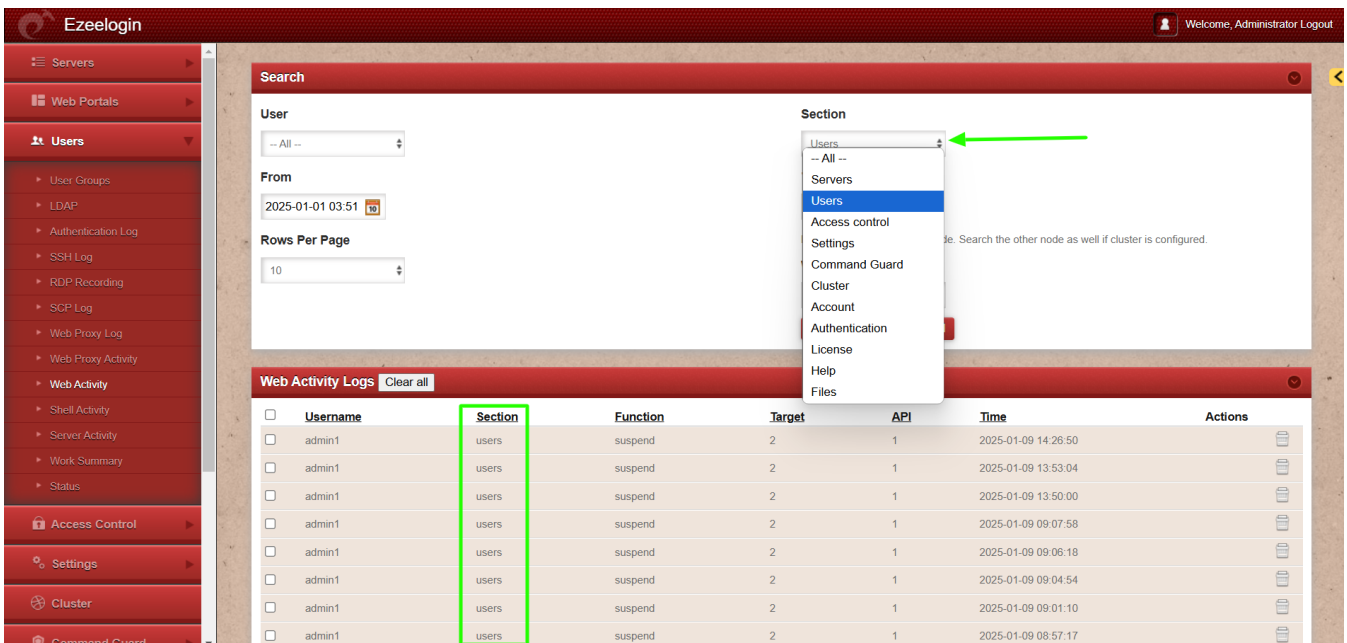 Ezeelogin
Welcome, Administrator Logout
Servers
Web Portals
Users
User Groups
LDAP
Authentication Log
SSH Log
RDP Recording
SCP Log
Web Proxy Log
Web Proxy Activity
Web Activity
Shell Activity
Server Activity
Work Summary
Status
Access Control
Settings
Cluster
Command Guard
Search
User
-- All --
From
2025-01-01 03:51
10
Rows Per Page
10
Section
Users
-- All --
Servers
Users
Access control
Settings
Command Guard
Cluster
Account
Authentication
License
Help
Files
Search the other node as well if cluster is configured.
Web Activity Logs Clear all
Username Section Function Target API Time Actions
admin1 users suspend 2 1 2025-01-09 14:26:50
admin1 users suspend 2 1 2025-01-09 13:53:04
admin1 users suspend 2 1 2025-01-09 13:50:00
admin1 users suspend 2 1 2025-01-09 09:07:58
admin1 users suspend 2 1 2025-01-09 09:06:18
admin1 users suspend 2 1 2025-01-09 09:04:54
admin1 users suspend 2 1 2025-01-09 09:01:10
admin1 users suspend 2 1 2025-01-09 08:57:17